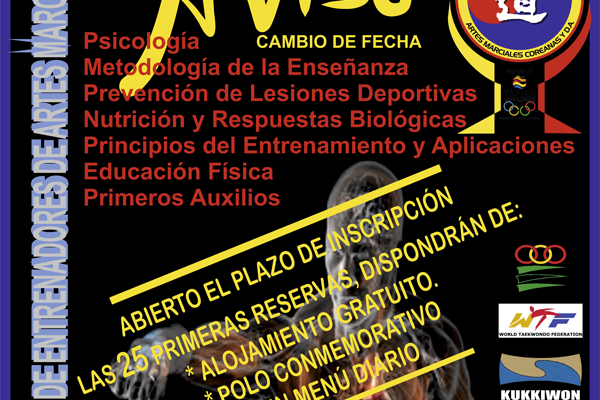 AVISO
CAMBIO DE FECHA
Psicología
Metodología de la Enseñanza
Prevención de Lesiones Deportivas
Nutrición y Respuestas Biológicas
Principios del Entrenamiento y Aplicaciones
Educación Física
Primeros Auxilios
DE ENTRENADORES DE ARTES
ARTES MARCIALES COREANAS Y D.A.
ABIERTO EL PLAZO DE INSCRIPCIÓN
LAS 25 PRIMERAS RESERVAS, DISPONDRÁN DE:
* ALOJAMIENTO GRATUITO.
* POLO CONMEMORATIVO
MENÚ DIARIO
WTF
WORLD TAEKWONDO FEDERATION
KUKKIWON